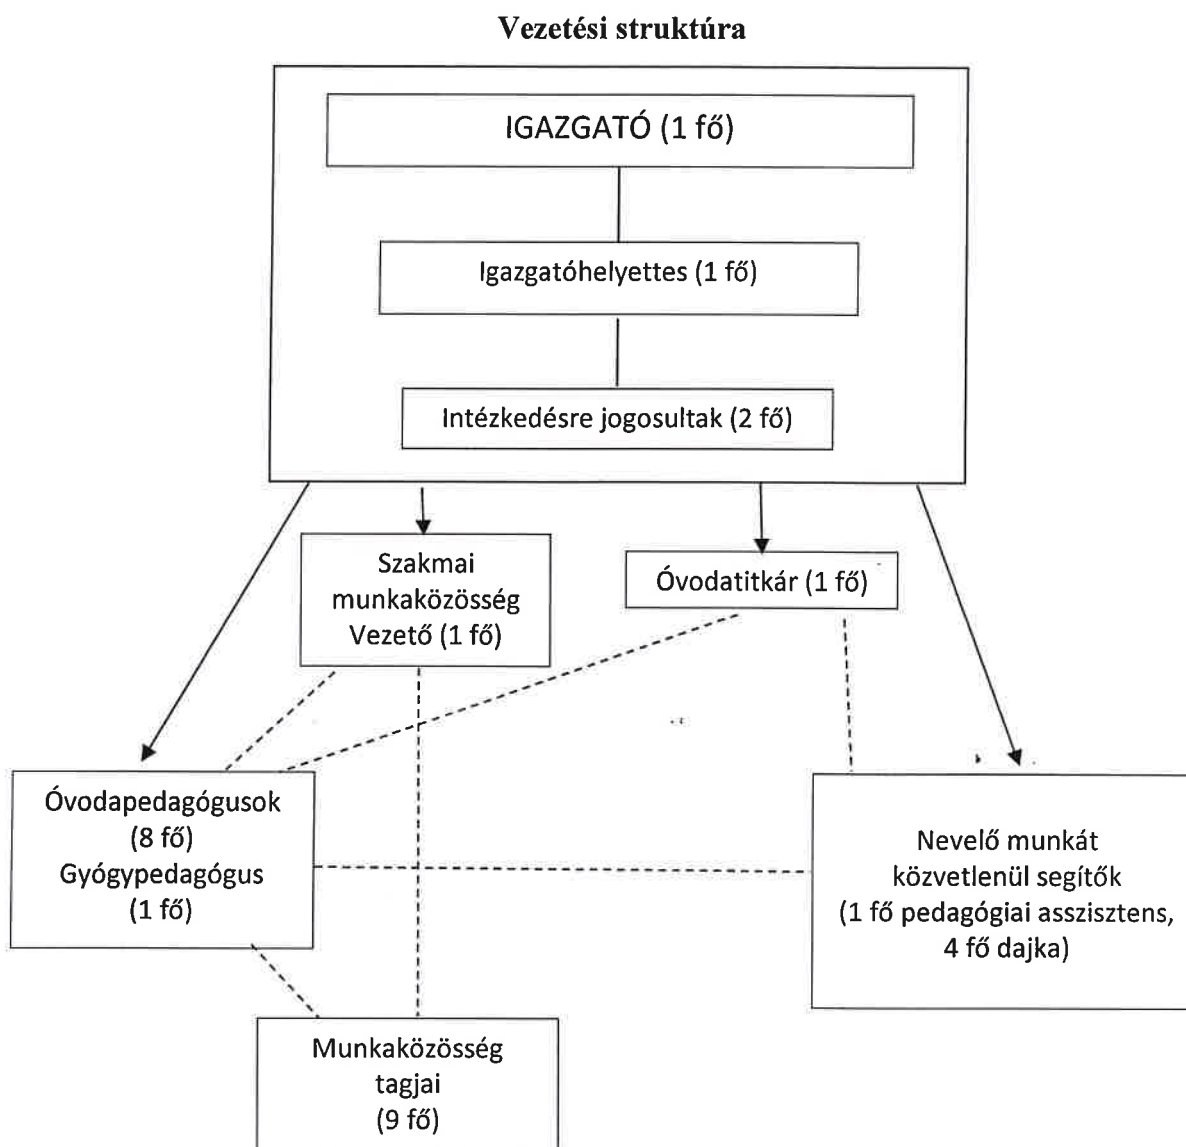 Vezetési struktúra
IGAZGATÓ (1 fő)
Igazgatóhelyettes (1 fő)
Intézkedésre jogosultak (2 fő)
Szakmai
munkaközösség
Vezető (1 fő)
Óvodatitkár (1 fő)
Óvodapedagógusok
(8 fő)
Gyógypedagógus
(1 fő)
Nevelő munkát
közvetlenül segítők
(1 fő pedagógiai asszisztens,
4 fő dajka)
Munkaközösség
tagjai
(9 fő)